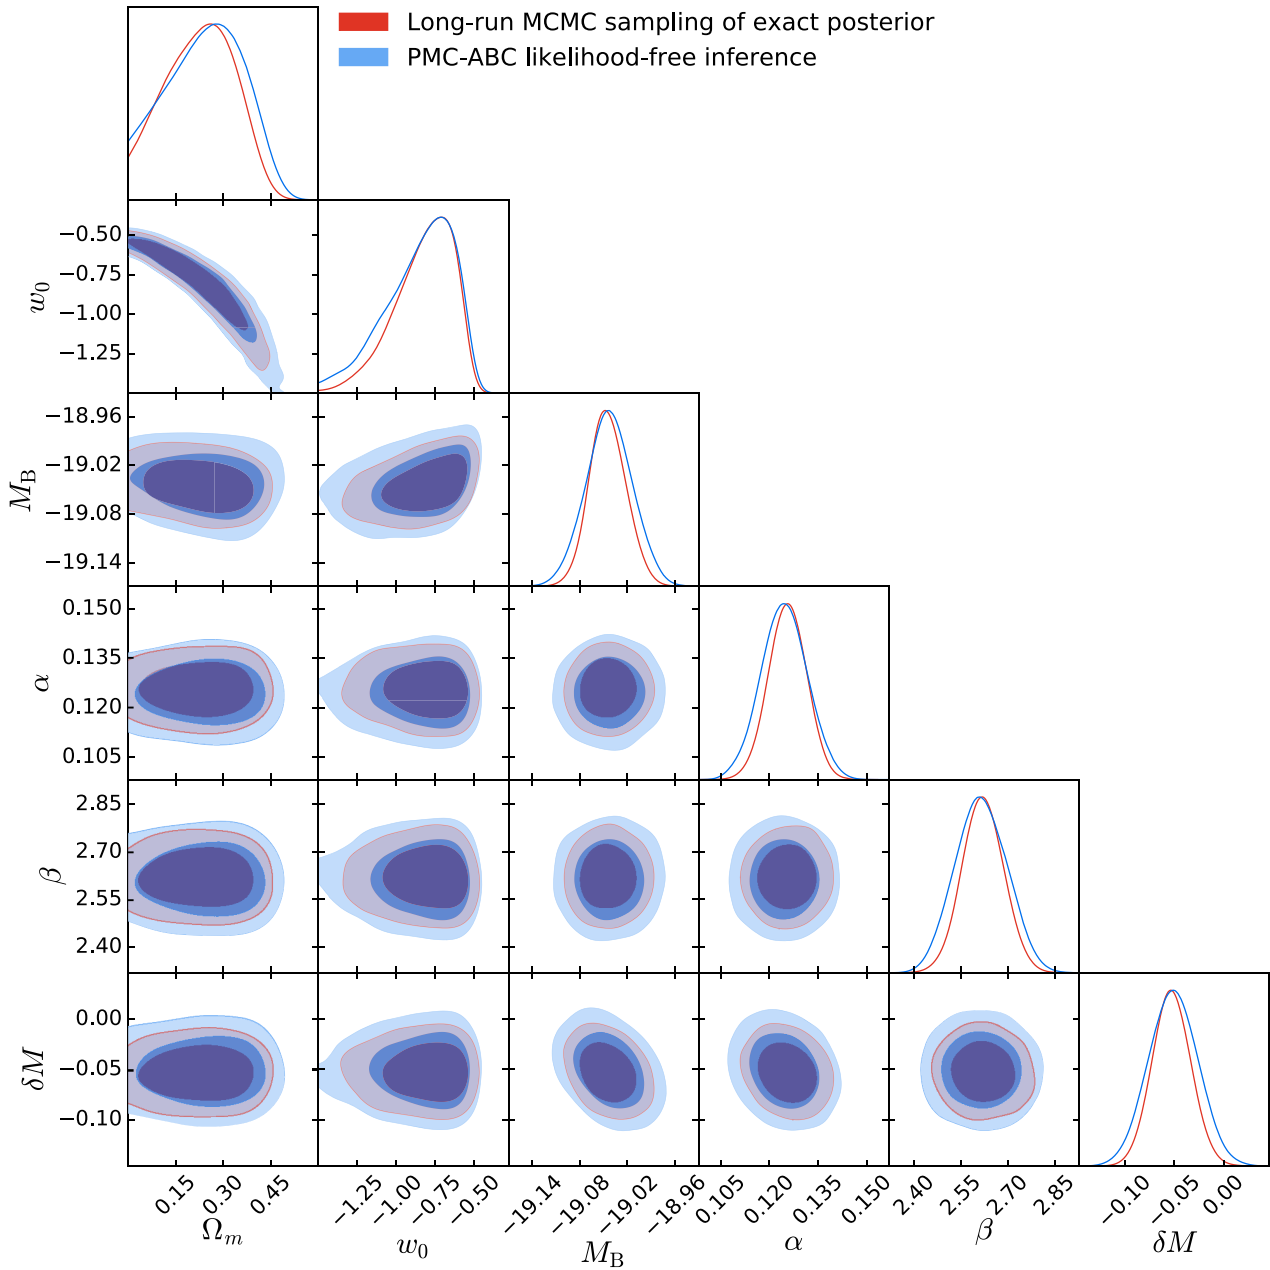 Long-run MCMC sampling of exact posterior
PMC-ABC likelihood-free inference
−0.50
−0.75
−1.00
−1.25
w₀
−18.96
−19.02
−19.08
−19.14
M_B
0.150
0.135
0.120
0.105
α
2.85
2.70
2.55
2.40
β
0.00
−0.05
−0.10
δM
0.15 0.30 0.45 −1.25 −1.00 −0.75 −0.50 −19.14 −19.08 −19.02 −18.96 0.105 0.120 0.135 0.150 2.40 2.55 2.70 2.85 −0.10 −0.05 0.00
Ω_m w₀ M_B α β δM